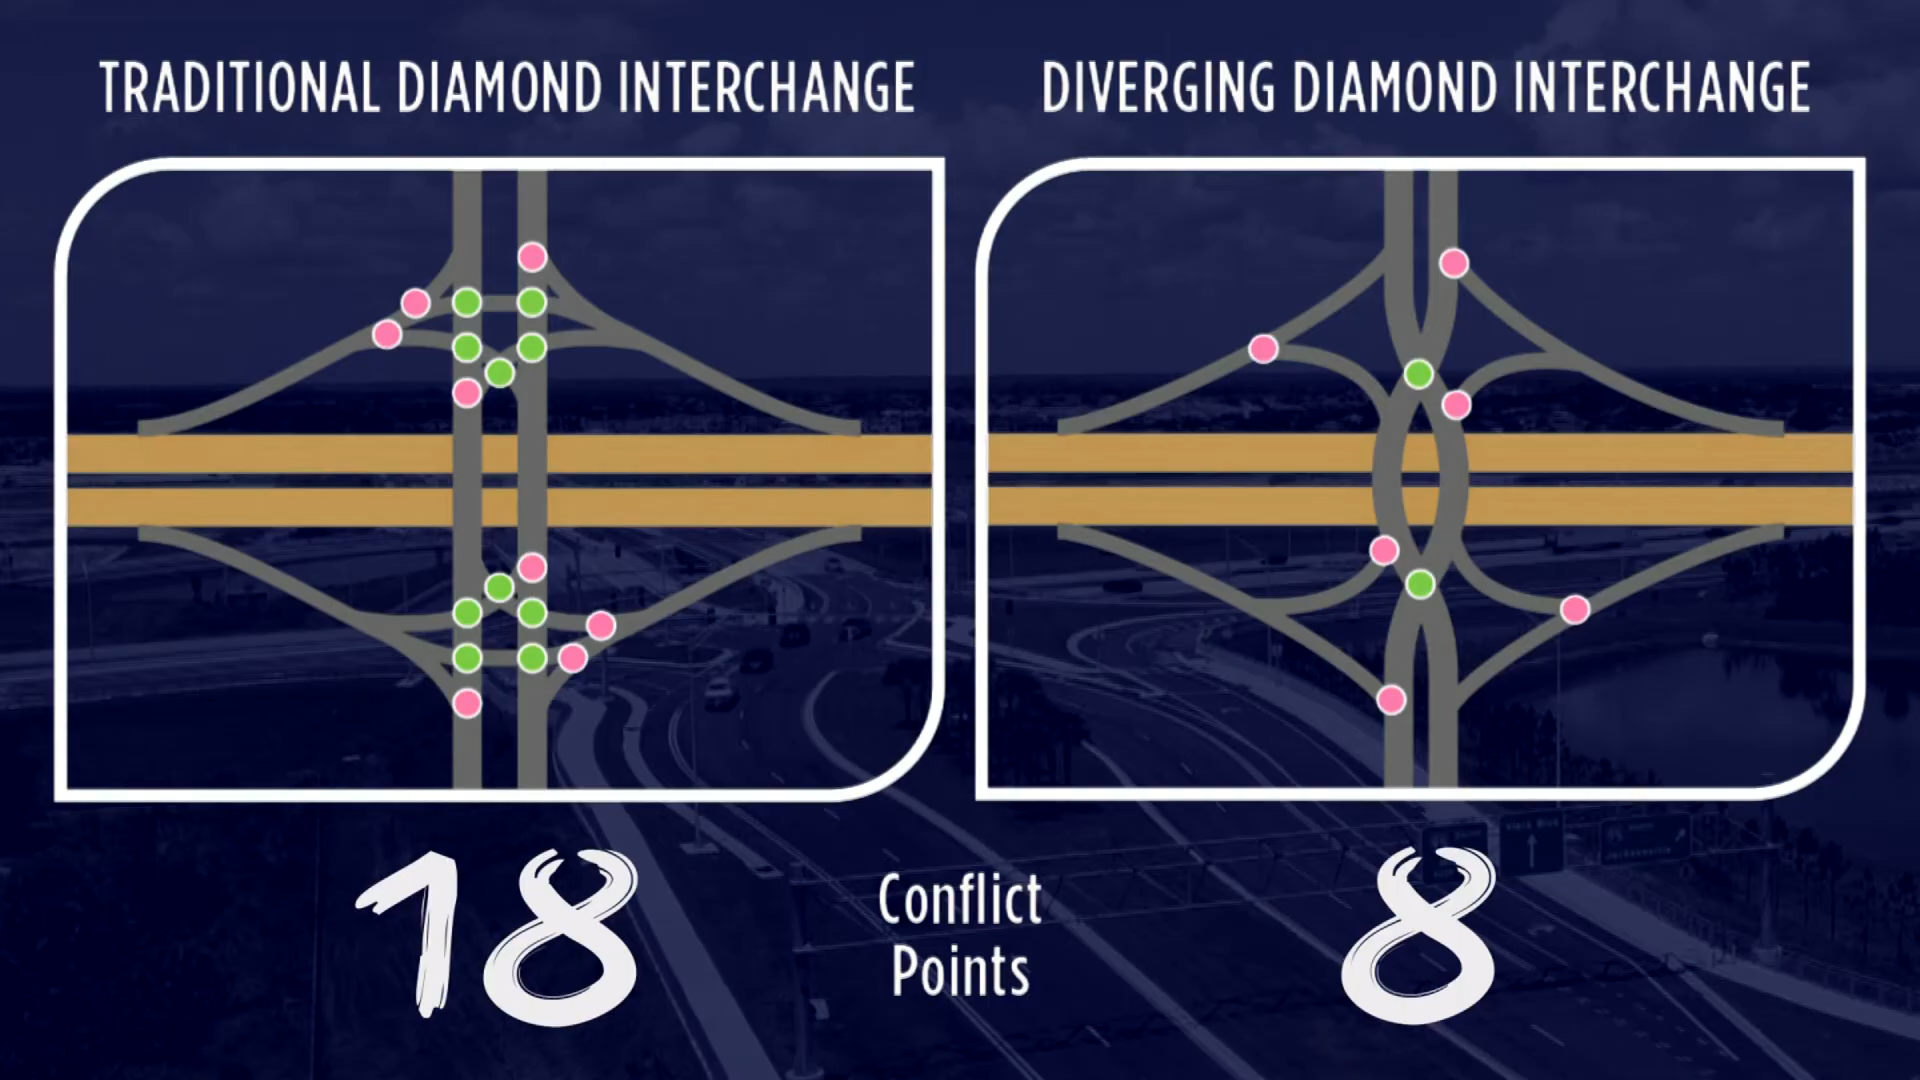 TRADITIONAL DIAMOND INTERCHANGE
DIVERGING DIAMOND INTERCHANGE
18
Conflict
Points
8